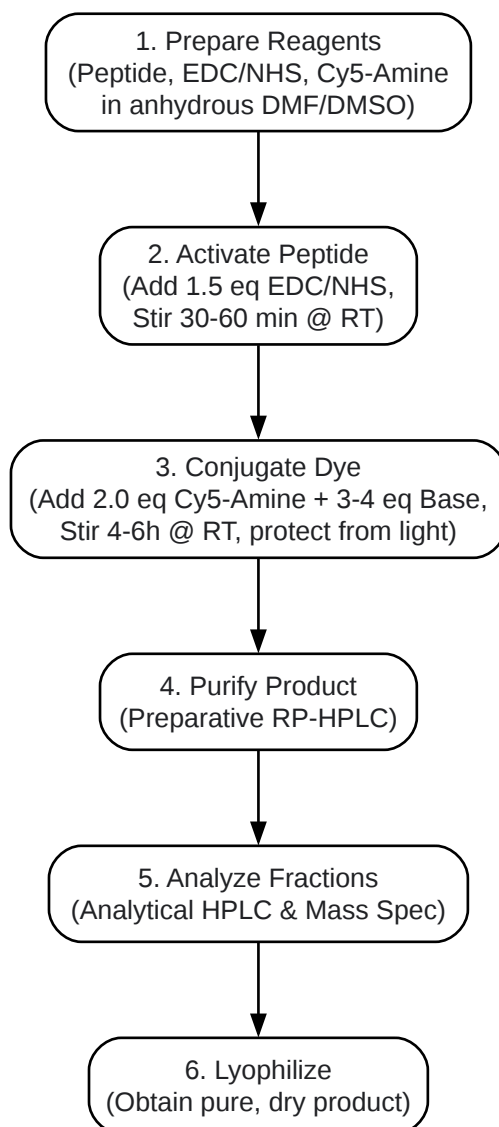 1. Prepare Reagents
(Peptide, EDC/NHS, Cy5-Amine
in anhydrous DMF/DMSO)
2. Activate Peptide
(Add 1.5 eq EDC/NHS,
Stir 30-60 min @ RT)
3. Conjugate Dye
(Add 2.0 eq Cy5-Amine + 3-4 eq Base,
Stir 4-6h @ RT, protect from light)
4. Purify Product
(Preparative RP-HPLC)
5. Analyze Fractions
(Analytical HPLC & Mass Spec)
6. Lyophilize
(Obtain pure, dry product)